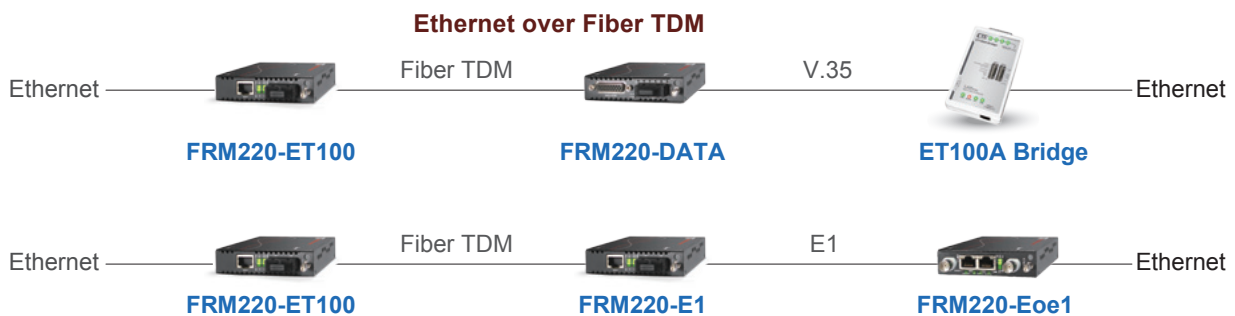 Ethernet over Fiber TDM
Ethernet
Fiber TDM
V.35
Ethernet
FRM220-ET100
FRM220-DATA
ET100A Bridge
Ethernet
Fiber TDM
E1
Ethernet
FRM220-ET100
FRM220-E1
FRM220-Eoe1